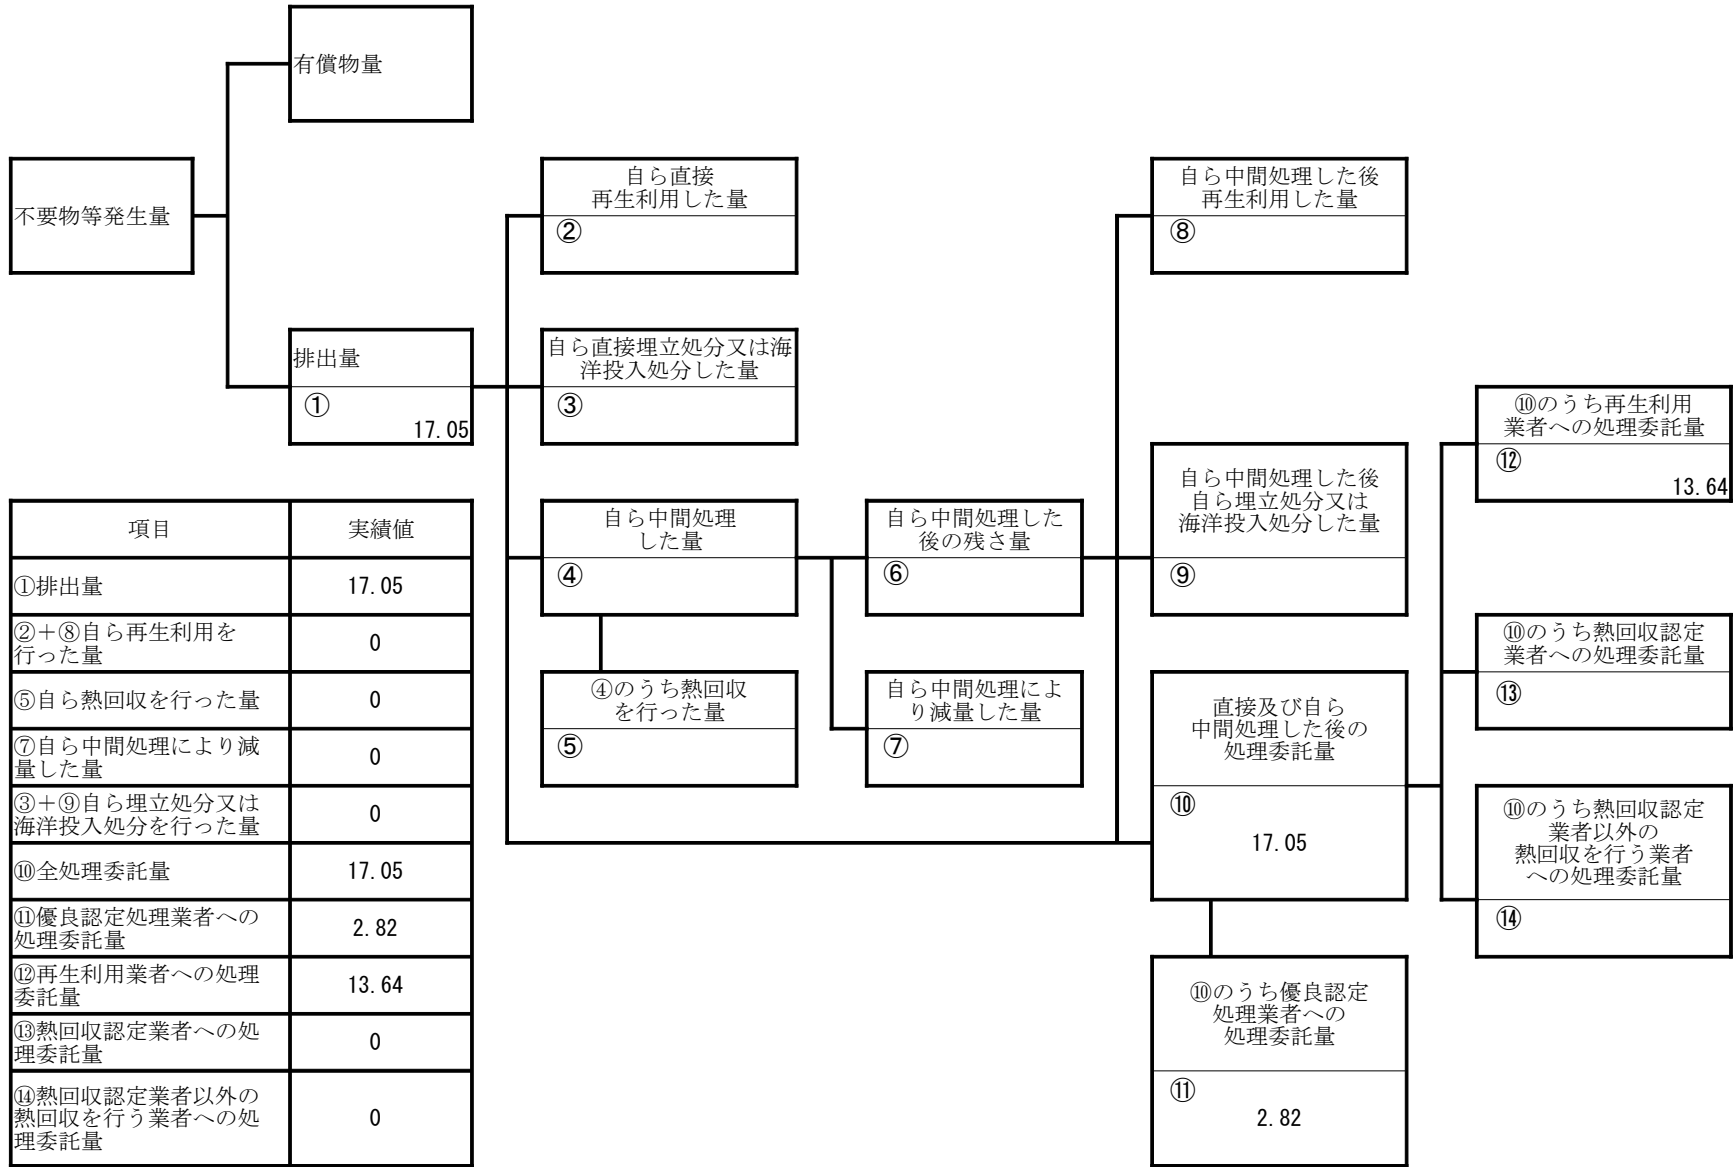 有償物量
不要物等発生量
自ら直接
再生利用した量
②
自ら中間処理した後
再生利用した量
⑧
排出量
①
17.05
自ら直接埋立処分又は海
洋投入処分した量
③
⑩のうち再生利用
業者への処理委託量
⑫
13.64
自ら中間処理
した量
④
自ら中間処理した
後の残さ量
⑥
自ら中間処理した後
自ら埋立処分又は
海洋投入処分した量
⑨
⑩のうち熱回収認定
業者への処理委託量
⑬
④のうち熱回収
を行った量
⑤
自ら中間処理によ
り減量した量
⑦
直接及び自ら
中間処理した後の
処理委託量
⑩
17.05
⑩のうち熱回収認定
業者以外の
熱回収を行う業者
への処理委託量
⑭
⑩のうち優良認定
処理業者への
処理委託量
⑪
2.82
項目
実績値
①排出量
17.05
②+⑧自ら再生利用を
行った量
0
⑤自ら熱回収を行った量
0
⑦自ら中間処理により減
量した量
0
③+⑨自ら埋立処分又は
海洋投入処分を行った量
0
⑩全処理委託量
17.05
⑪優良認定処理業者への
処理委託量
2.82
⑫再生利用業者への処理
委託量
13.64
⑬熱回収認定業者への処
理委託量
0
⑭熱回収認定業者以外の
熱回収を行う業者への処
理委託量
0